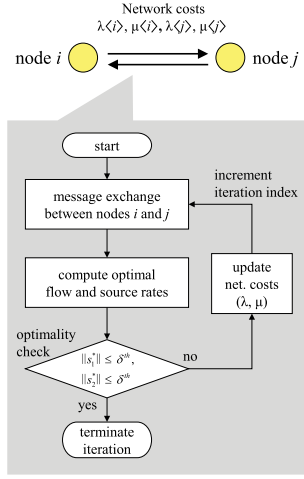 Network costs
λ⟨i⟩, μ⟨i⟩, λ⟨j⟩, μ⟨j⟩
node i
node j
start
increment
iteration index
message exchange
between nodes i and j
compute optimal
flow and source rates
update
net. costs
(λ, μ)
optimality
check
||s₁*|| ≤ δᵗʰ,
||s₂*|| ≤ δᵗʰ
no
yes
terminate
iteration